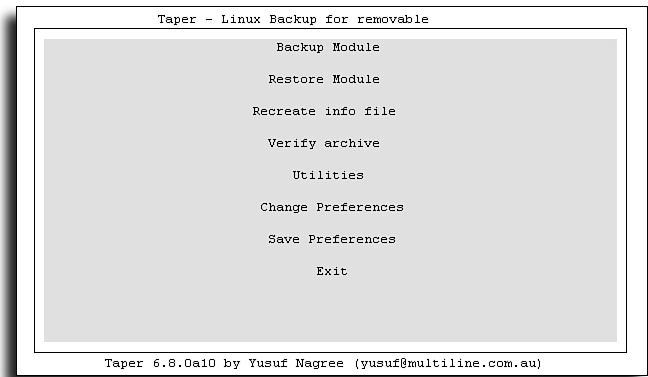 Taper - Linux Backup for removable
Backup Module
Restore Module
Recreate info file
Verify archive
Utilities
Change Preferences
Save Preferences
Exit
Taper 6.8.0a10 by Yusuf Nagree (yusuf@multiline.com.au)